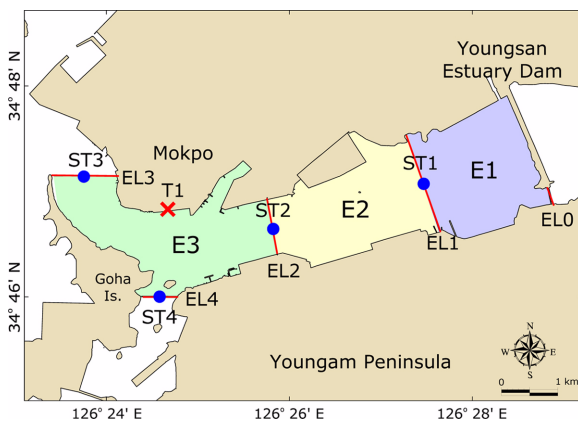 Youngsan
Estuary Dam
34° 48' N
Mokpo
ST3
EL3
T1
ST1
E1
EL0
ST2
E2
EL1
E3
EL2
Goha
Is.
EL4
34° 46' N
ST4
N
W
E
S
Youngam Peninsula
0
1 km
126° 24' E
126° 26' E
126° 28' E